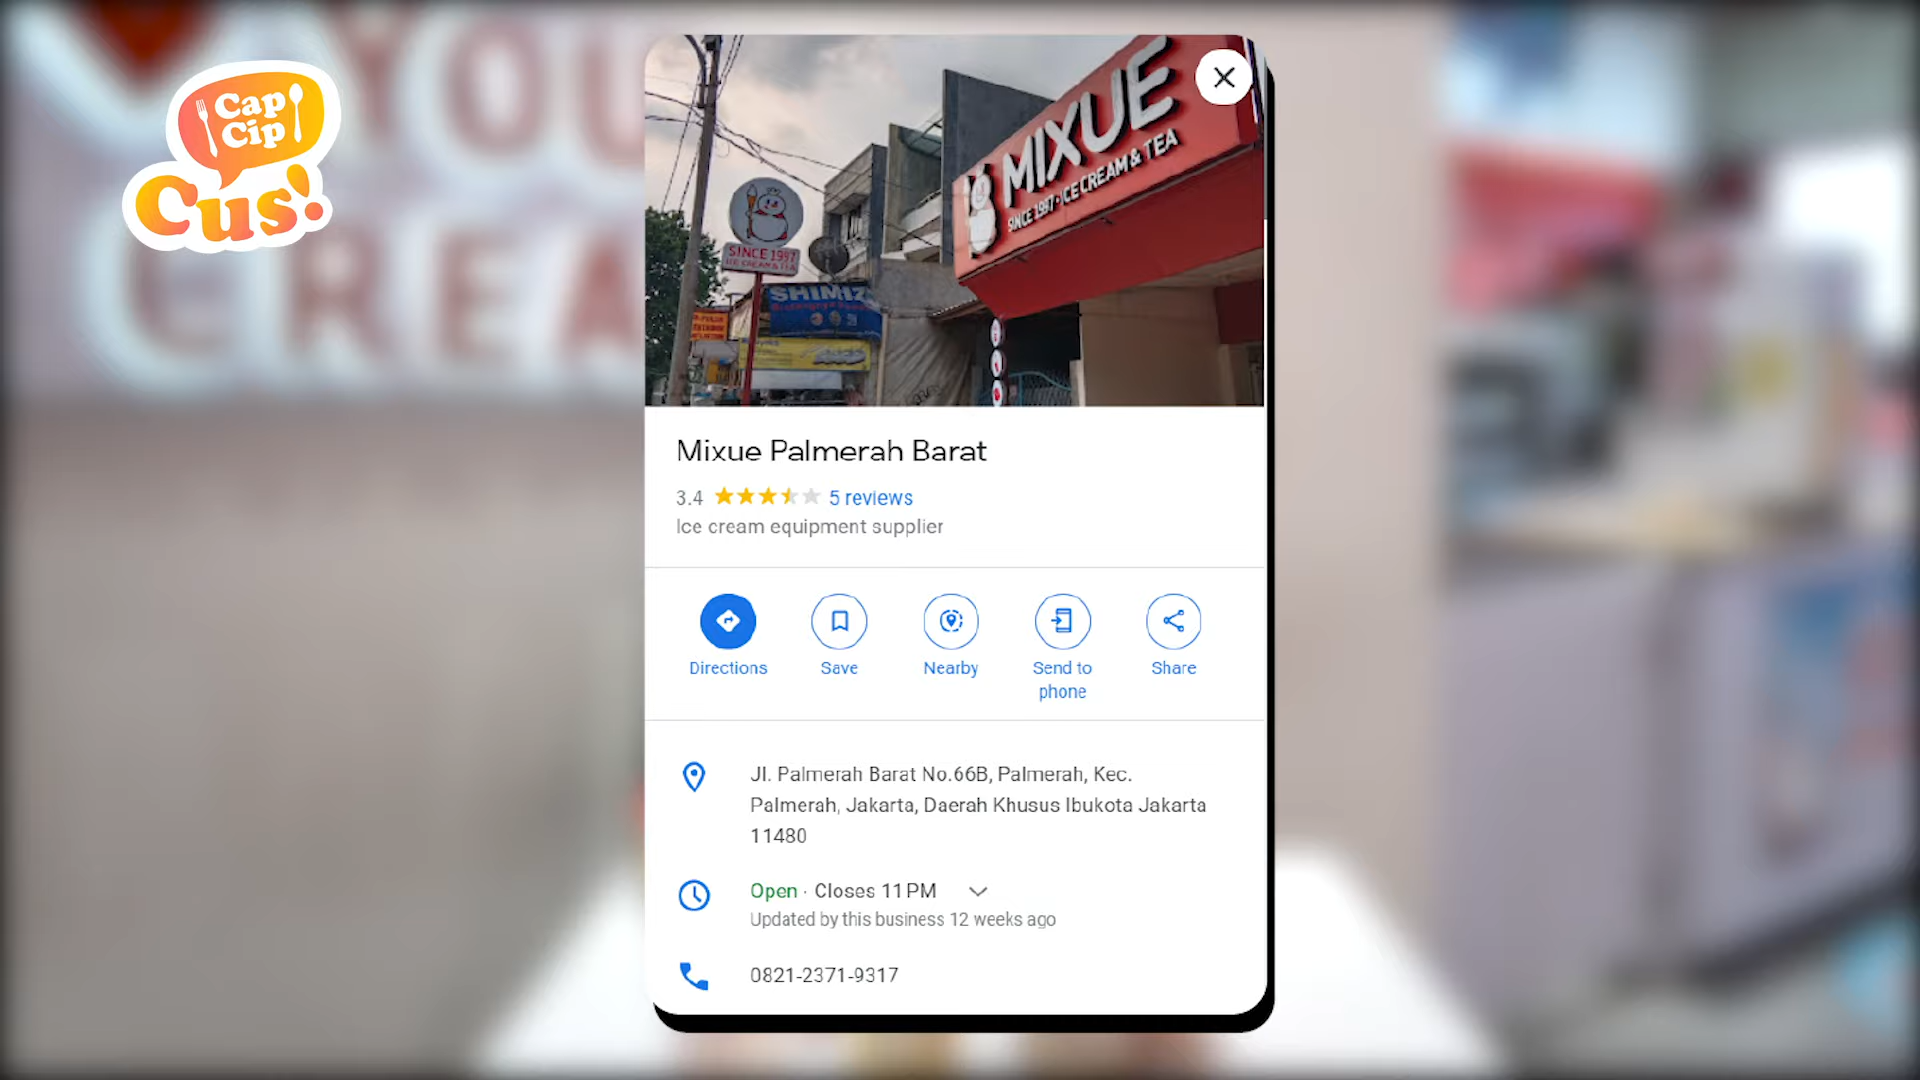 Cap
Cip
Cus!
MIXUE
SINCE 1997 · ICE CREAM & TEA
SINCE 1997
ICE CREAM & TEA
SHIMIZ
Mixue Palmerah Barat
3.4 5 reviews
Ice cream equipment supplier
Directions
Save
Nearby
Send to
phone
Share
Jl. Palmerah Barat No.66B, Palmerah, Kec.
Palmerah, Jakarta, Daerah Khusus Ibukota Jakarta
11480
Open · Closes 11 PM
Updated by this business 12 weeks ago
0821-2371-9317